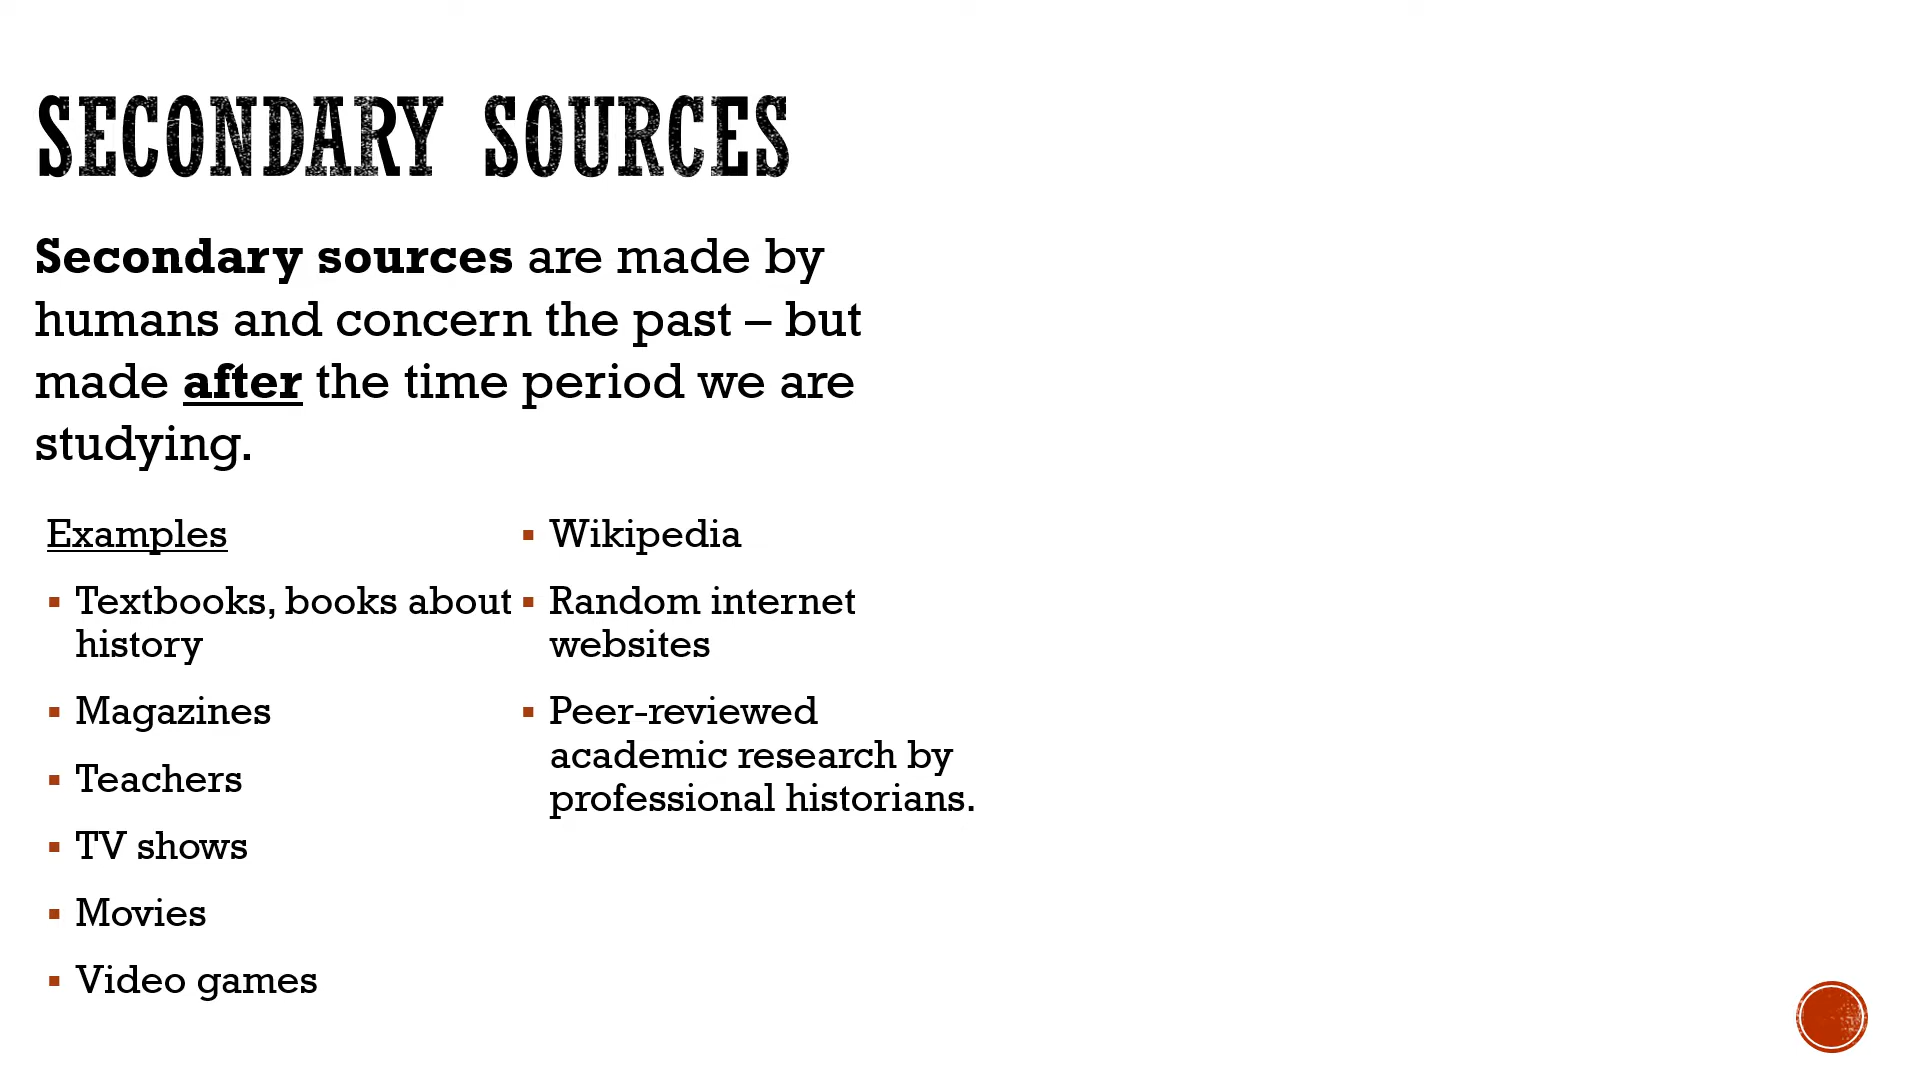 SECONDARY SOURCES
Secondary sources are made by
humans and concern the past – but
made after the time period we are
studying.
Examples
▪ Textbooks, books about
history
▪ Magazines
▪ Teachers
▪ TV shows
▪ Movies
▪ Video games
▪ Wikipedia
▪ Random internet
websites
▪ Peer-reviewed
academic research by
professional historians.